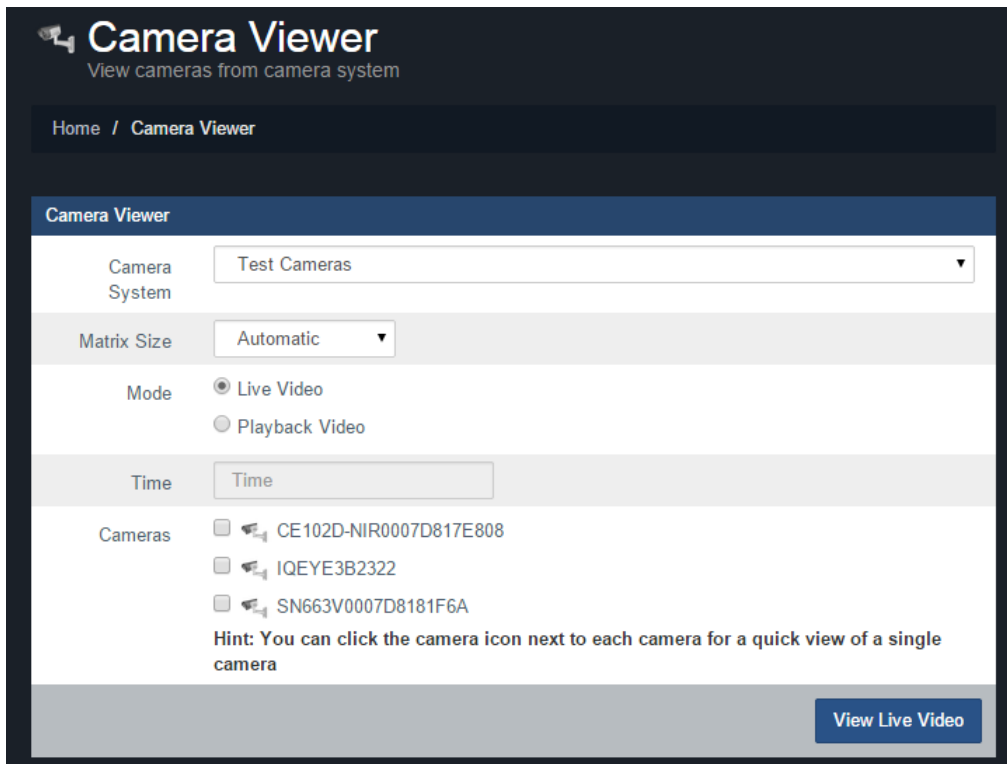 Camera Viewer
View cameras from camera system
Home / Camera Viewer
Camera Viewer
Camera
System
Test Cameras
Matrix Size
Automatic
Mode
Live Video
Playback Video
Time
Time
Cameras
CE102D-NIR0007D817E808
IQEYE3B2322
SN663V0007D8181F6A
Hint: You can click the camera icon next to each camera for a quick view of a single
camera
View Live Video